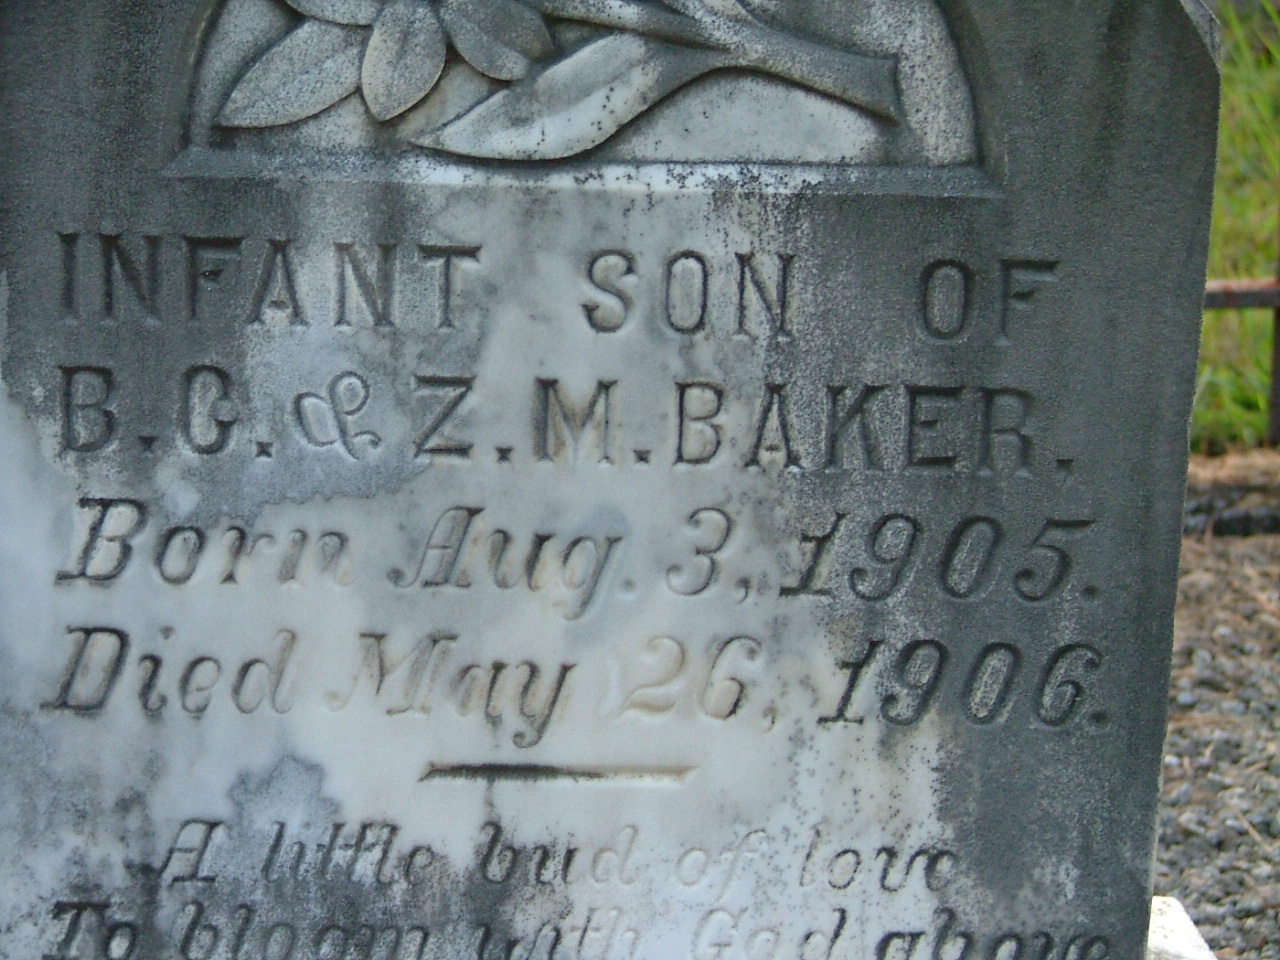 INFANT SON OF
B.G. & Z.M. BAKER.
Born Aug. 3, 1905.
Died May 26, 1906.
A little bud of love
To bloom with God above